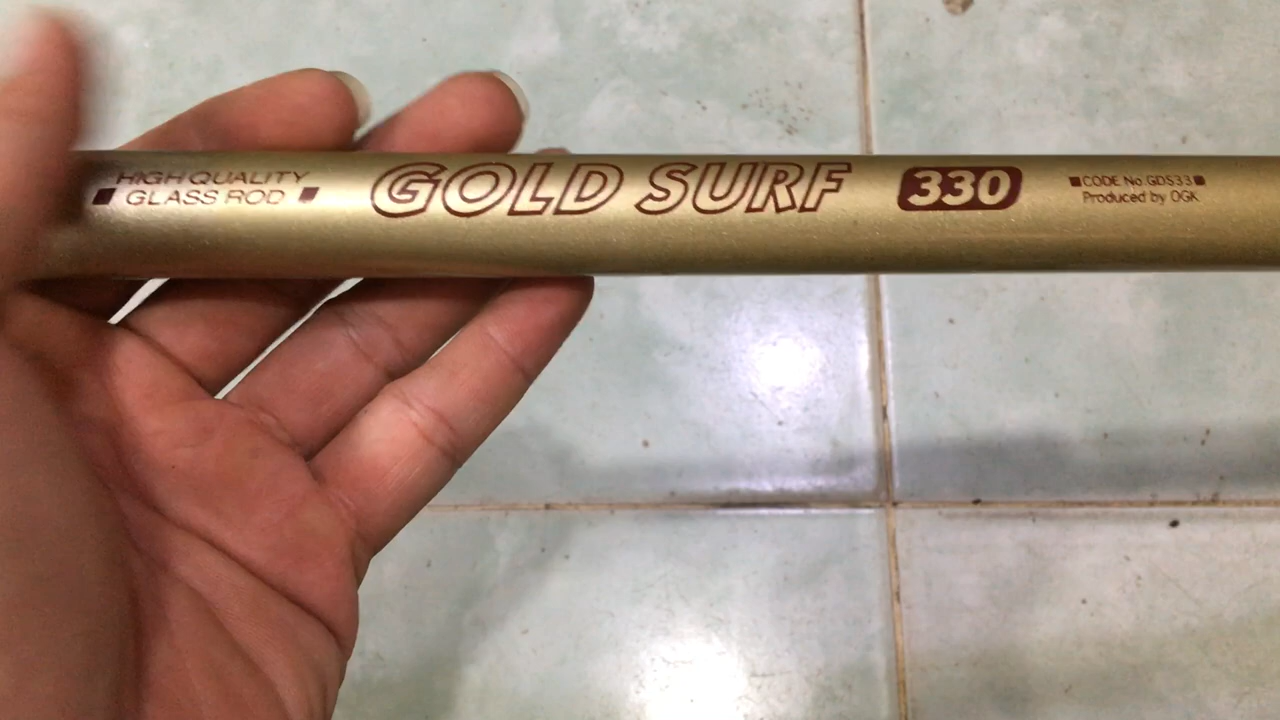 HIGH QUALITY
GLASS ROD
GOLD SURF 330
CODE No.GDS33
Produced by OGK